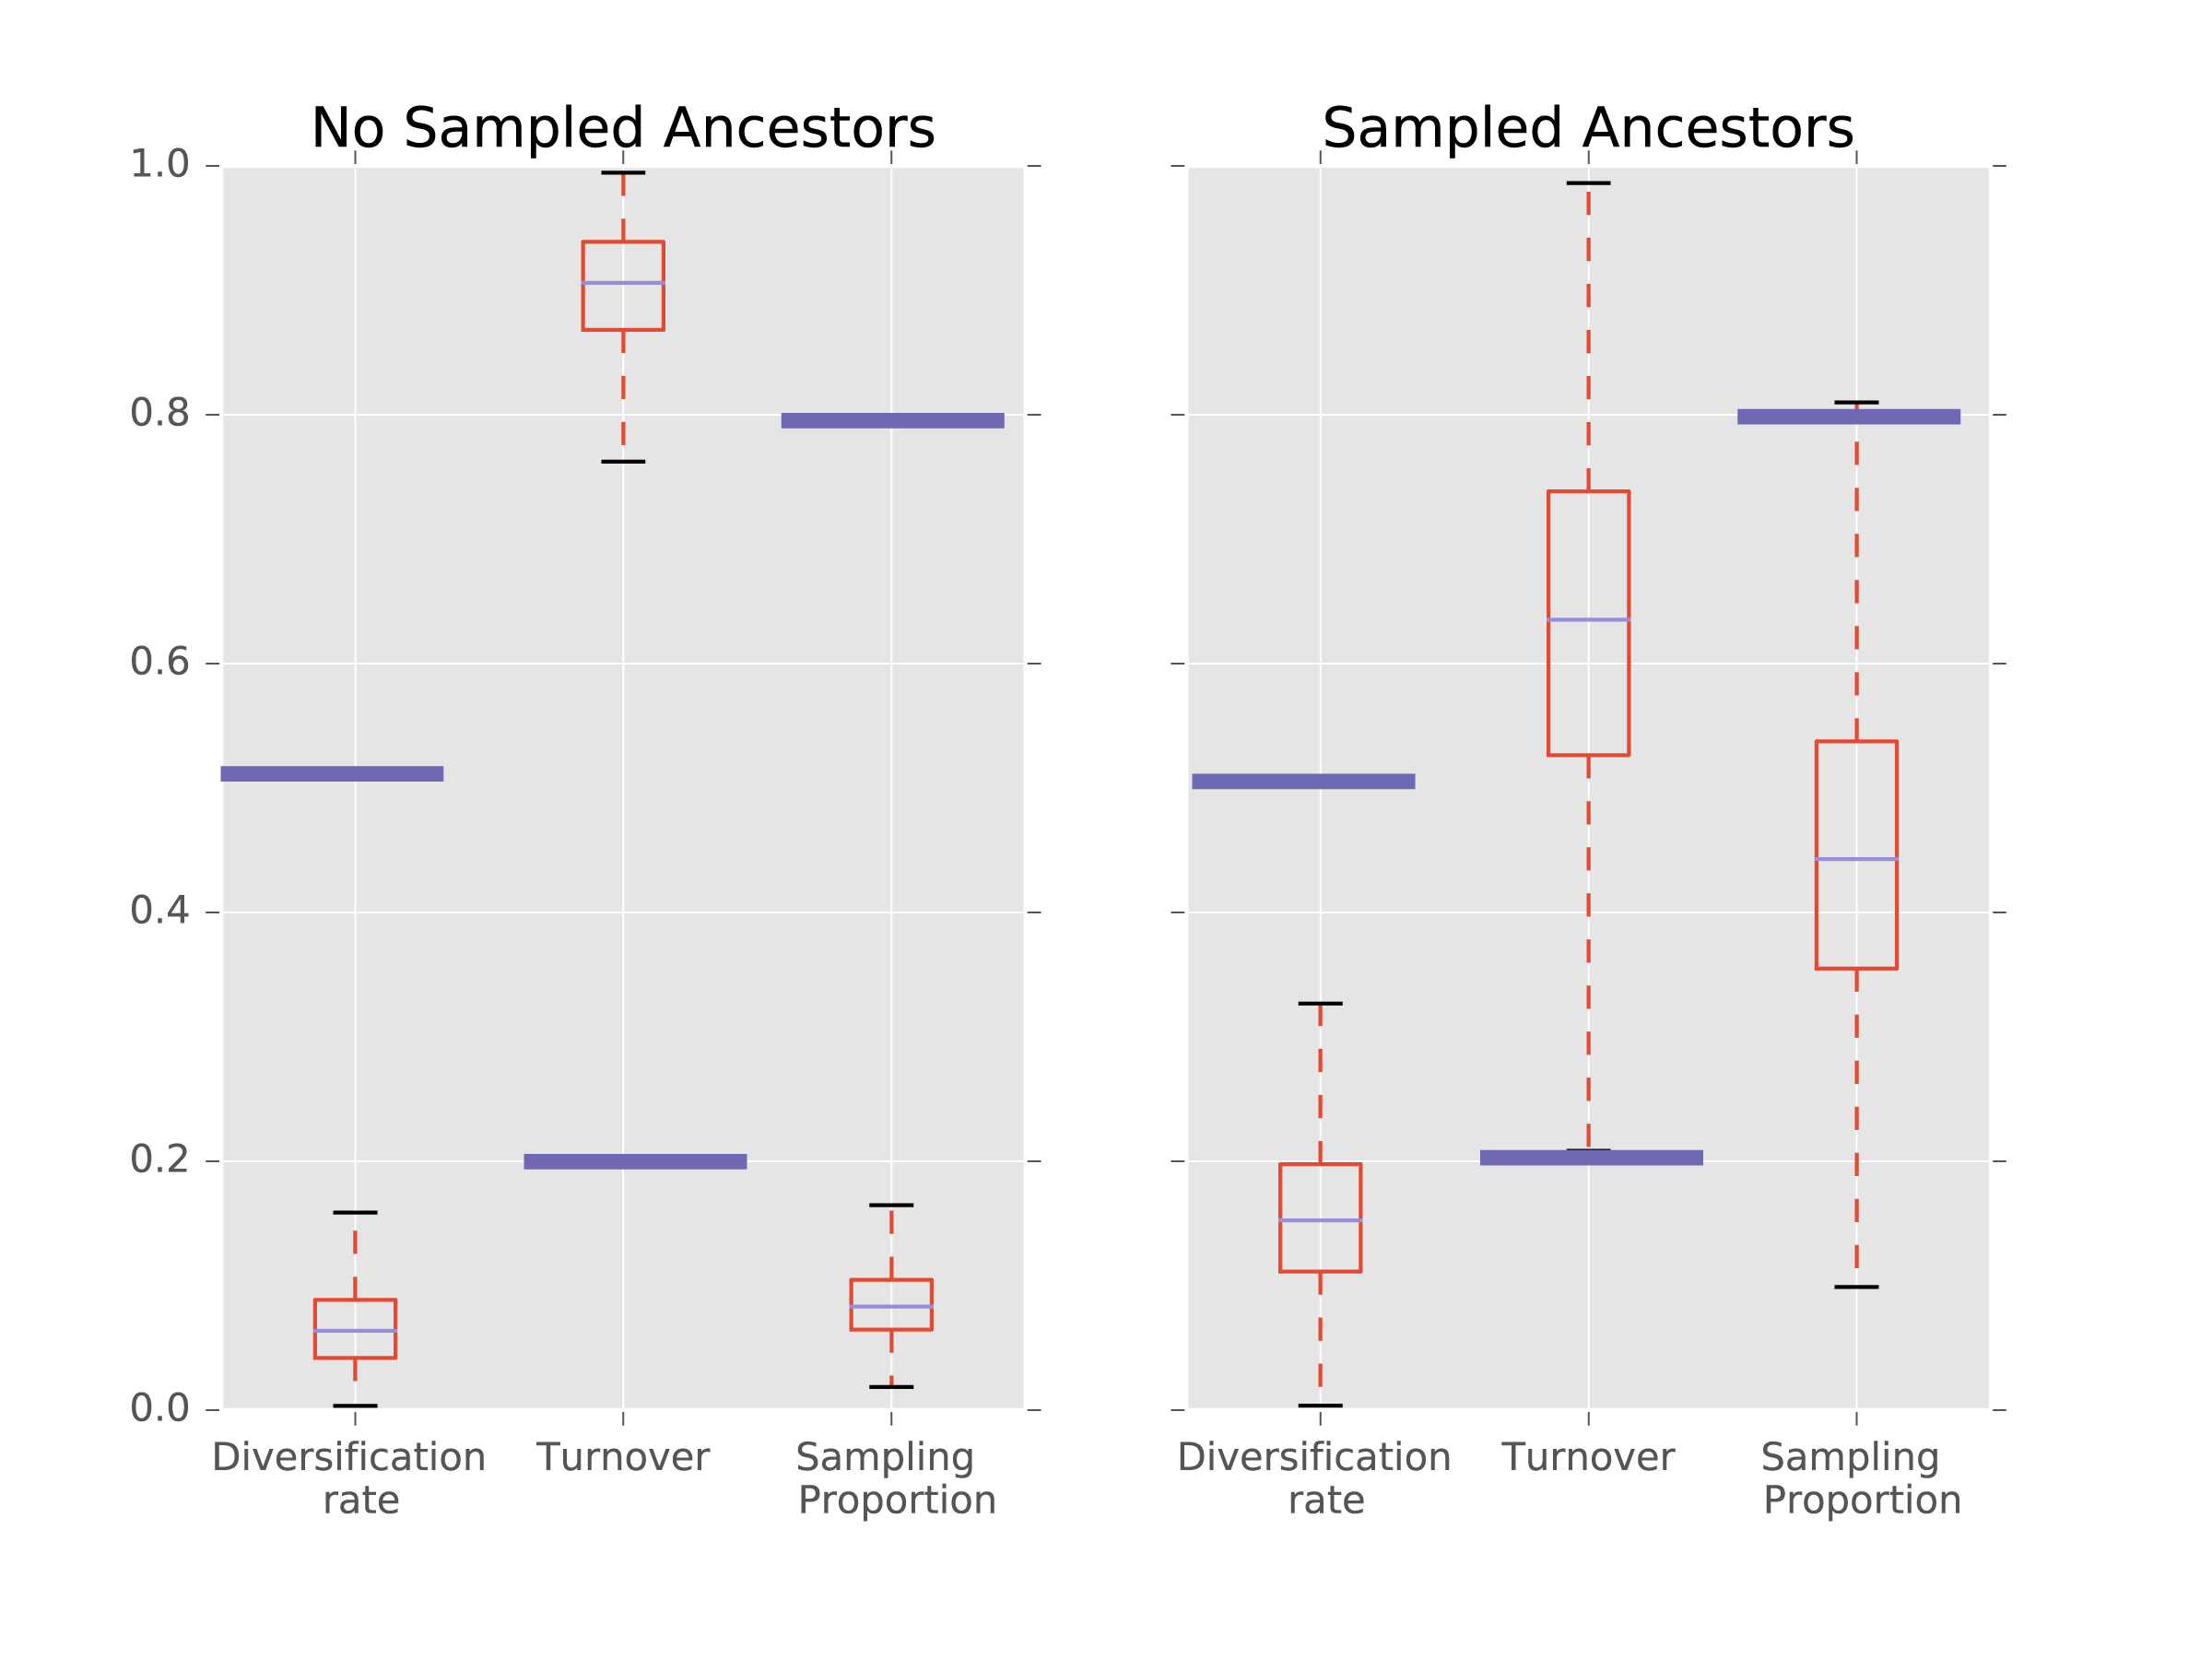 No Sampled Ancestors
Sampled Ancestors
1.0
0.8
0.6
0.4
0.2
0.0
Diversification
rate
Turnover
Sampling
Proportion
Diversification
rate
Turnover
Sampling
Proportion